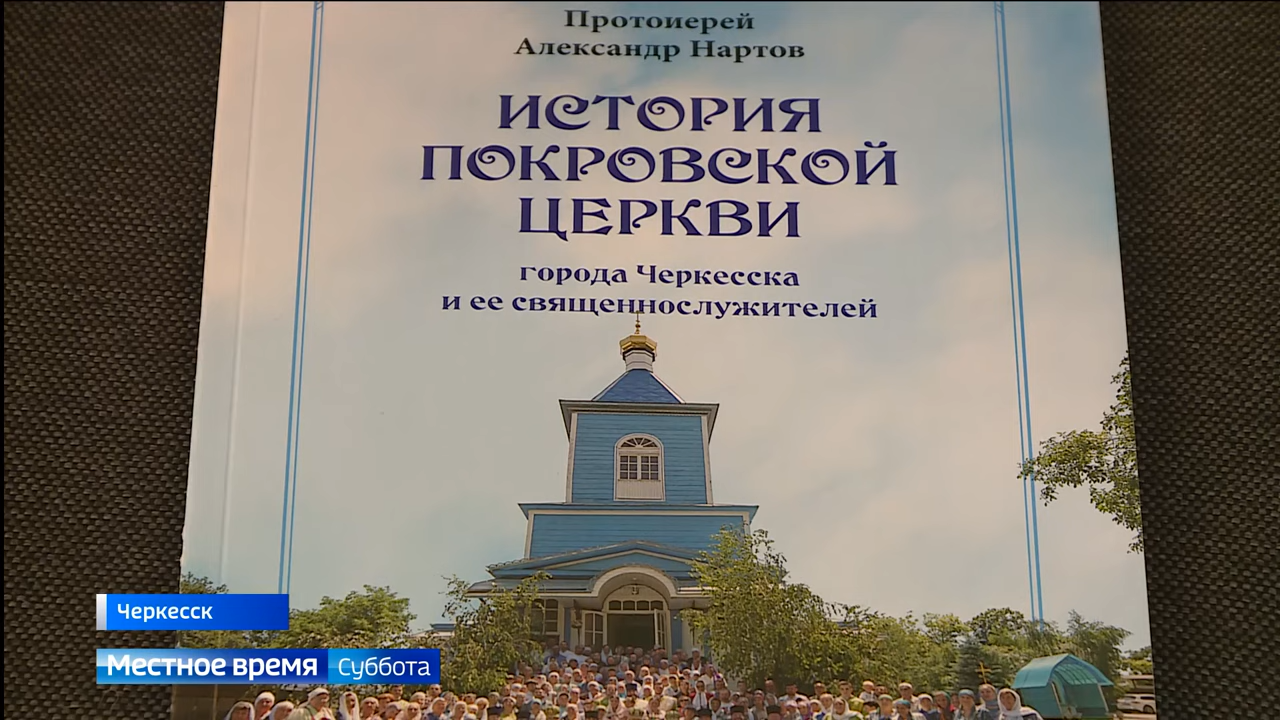 Протоиерей
Александр Нартов
ИСТОРИЯ
ПОКРОВСКОЙ
ЦЕРКВИ
города Черкесска
и ее священнослужителей
Черкесск
Местное время Суббота